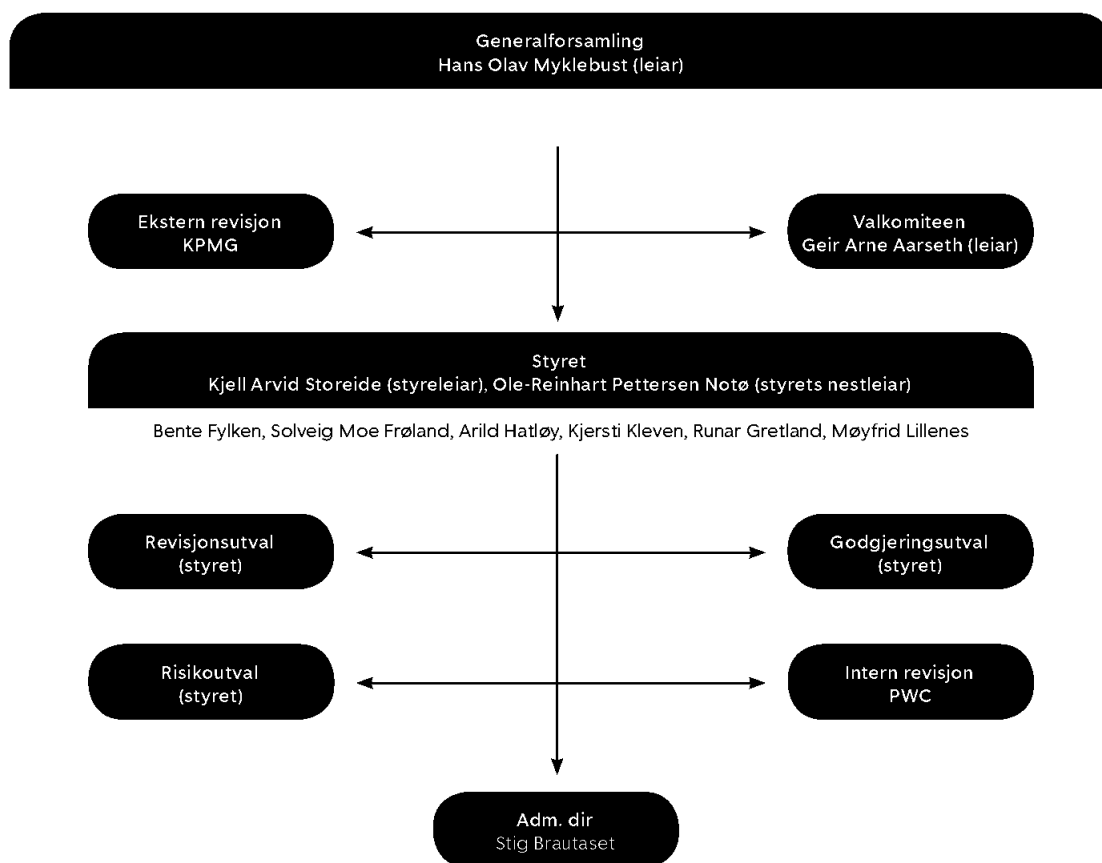 Generalforsamling
Hans Olav Myklebust (leiar)
Ekstern revisjon
KPMG
Valkomiteen
Geir Arne Aarseth (leiar)
Styret
Kjell Arvid Storeide (styreleiar), Ole-Reinhart Pettersen Notø (styrets nestleiar)
Bente Fylken, Solveig Moe Frøland, Arild Hatløy, Kjersti Kleven, Runar Gretland, Møyfrid Lillenes
Revisjonsutval
(styret)
Godgjeringsutval
(styret)
Risikoutval
(styret)
Intern revisjon
PWC
Adm. dir
Stig Brautaset